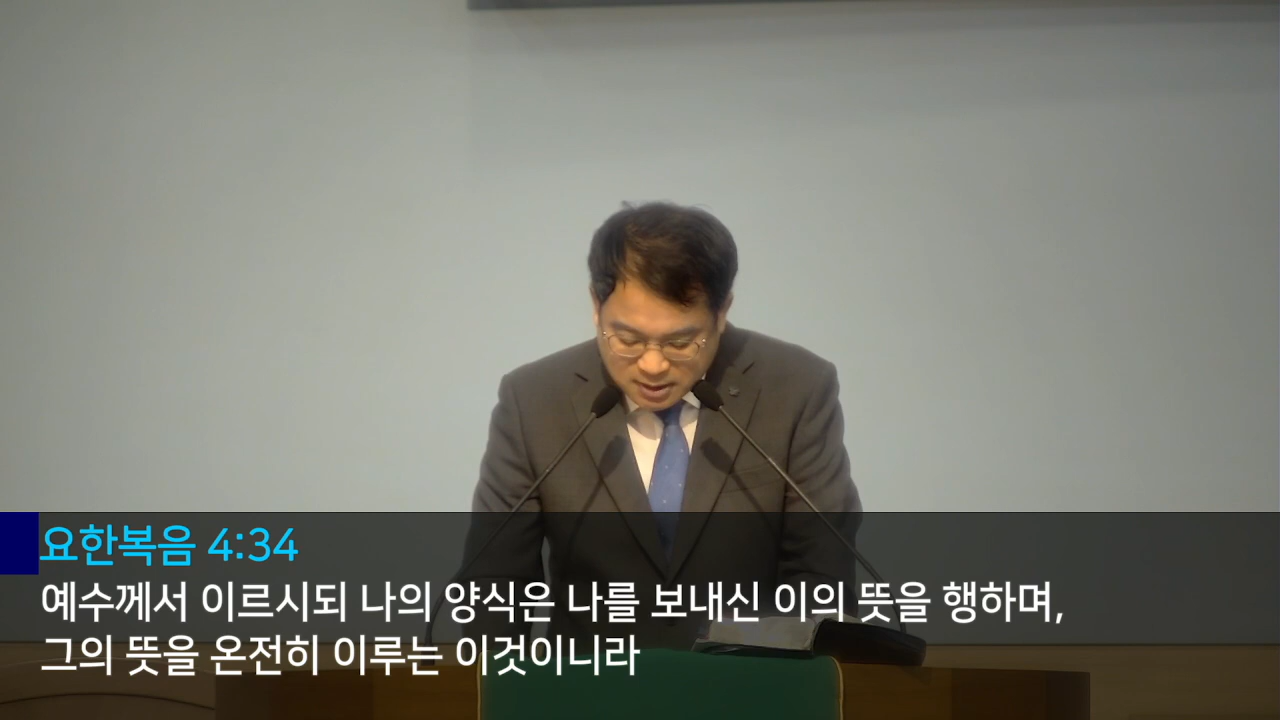 요한복음 4:34
예수께서 이르시되 나의 양식은 나를 보내신 이의 뜻을 행하며,
그의 뜻을 온전히 이루는 이것이니라